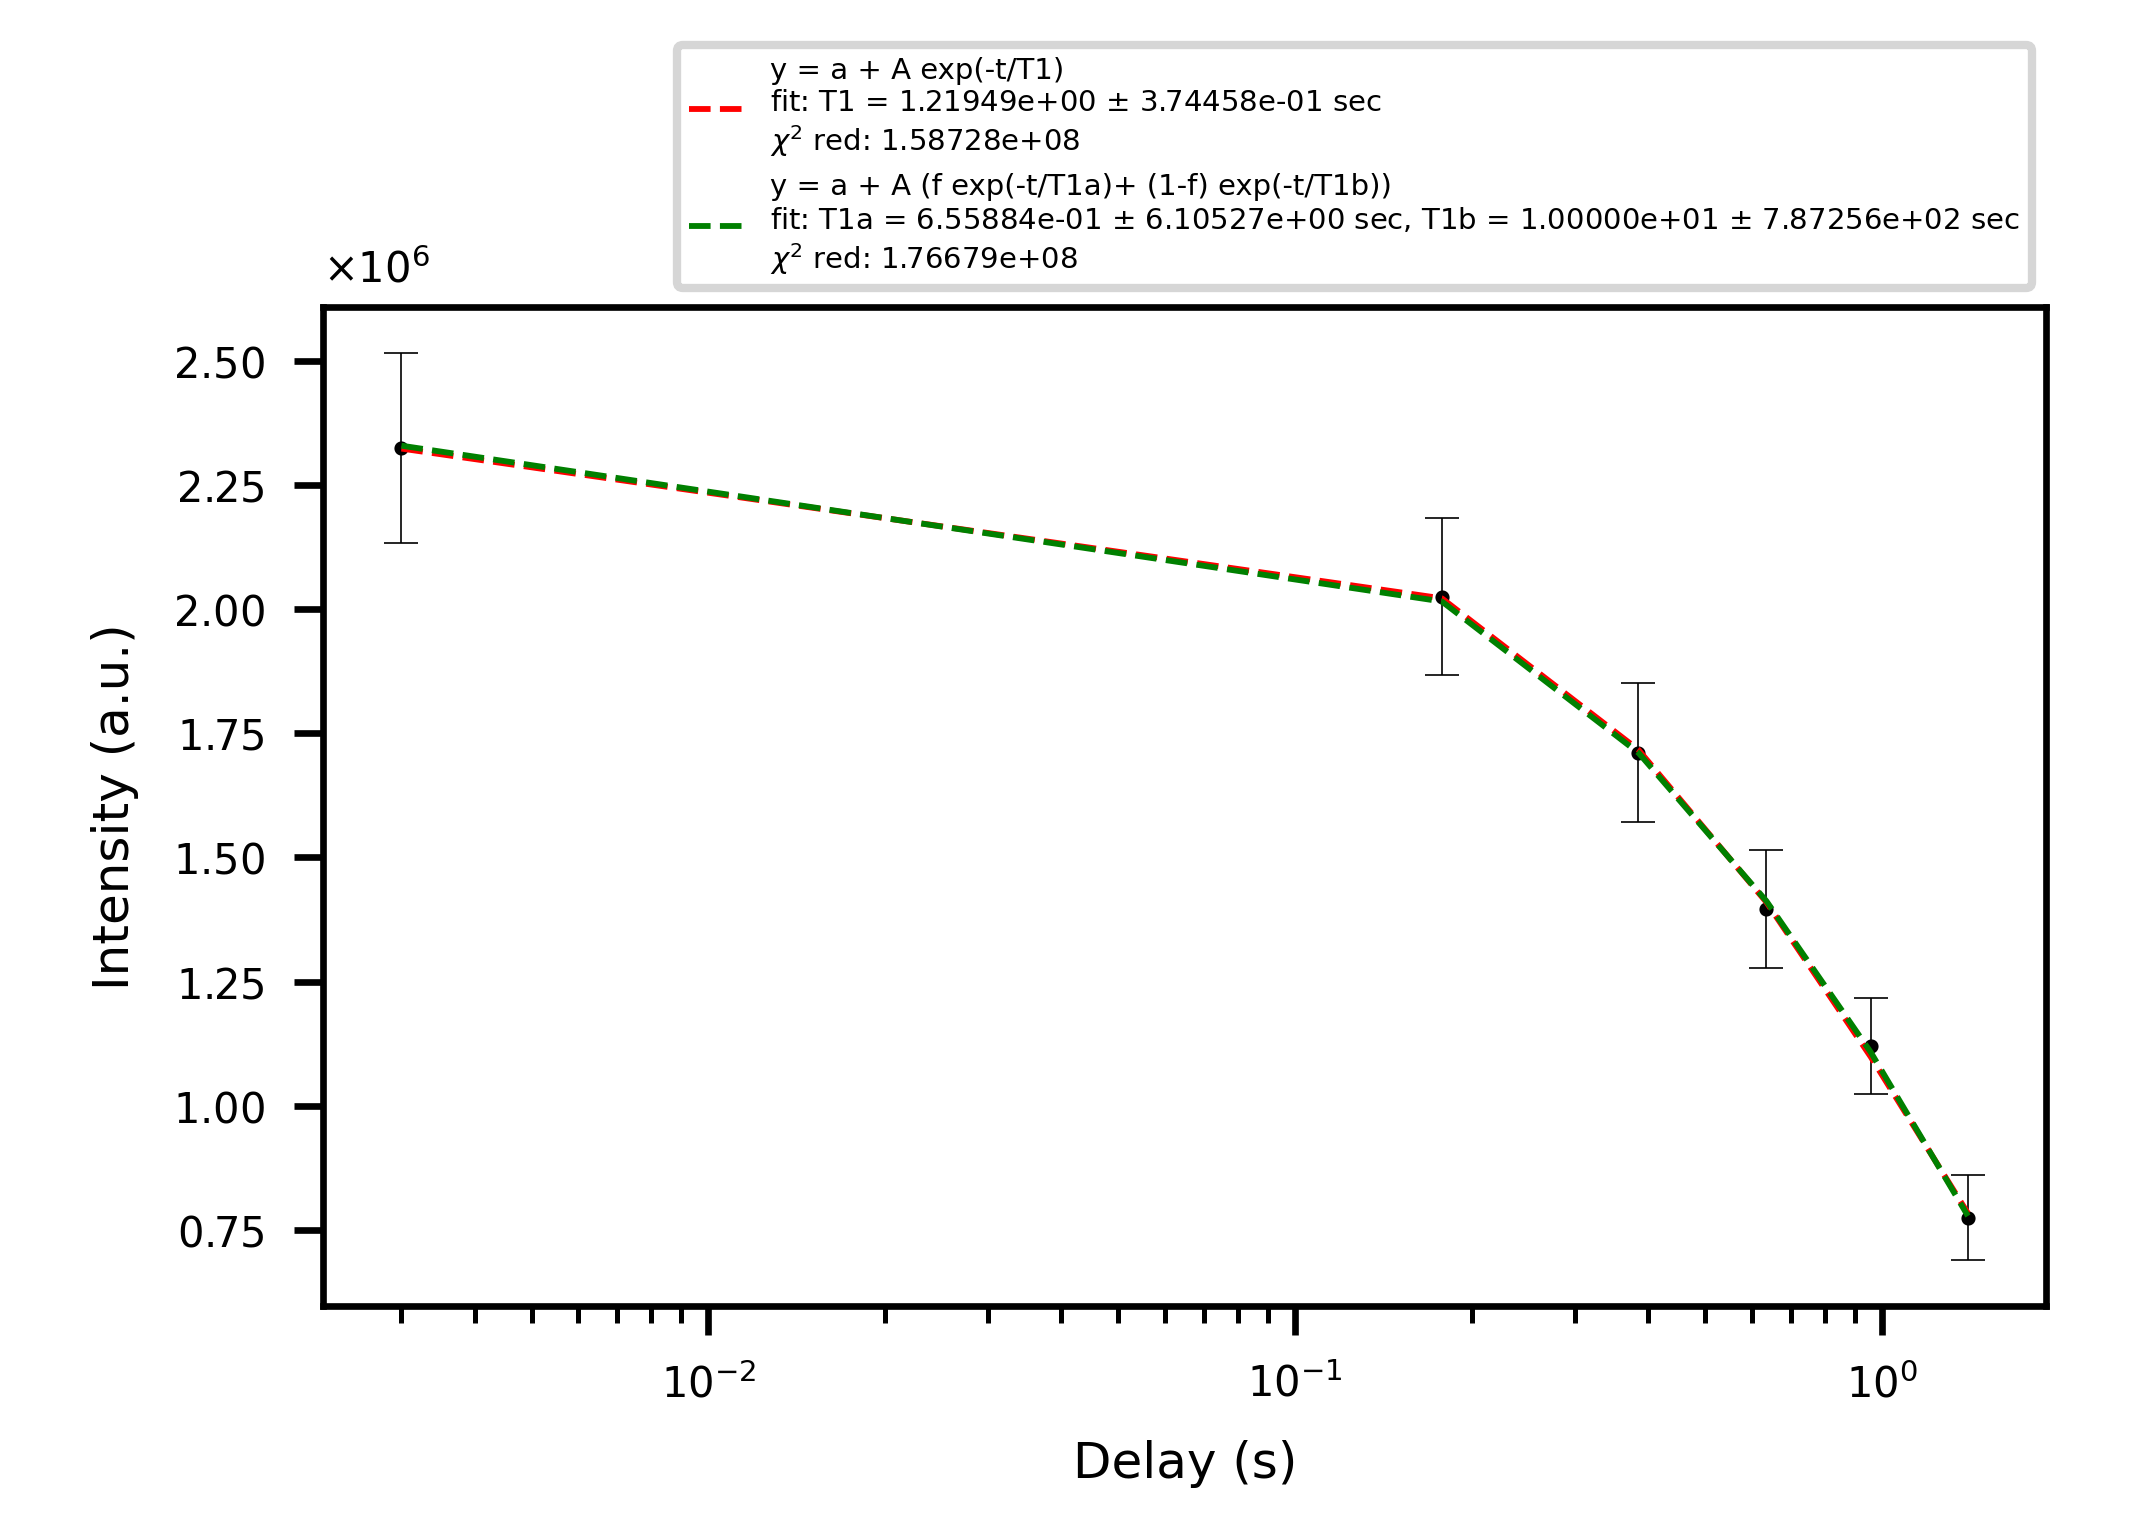 y = a + A exp(-t/T1)
fit: T1 = 1.21949e+00 ± 3.74458e-01 sec
χ² red: 1.58728e+08
y = a + A (f exp(-t/T1a)+ (1-f) exp(-t/T1b))
fit: T1a = 6.55884e-01 ± 6.10527e+00 sec, T1b = 1.00000e+01 ± 7.87256e+02 sec
χ² red: 1.76679e+08
×10⁶
2.50
2.25
2.00
1.75
1.50
1.25
1.00
0.75
Intensity (a.u.)
10⁻² 10⁻¹ 10⁰
Delay (s)